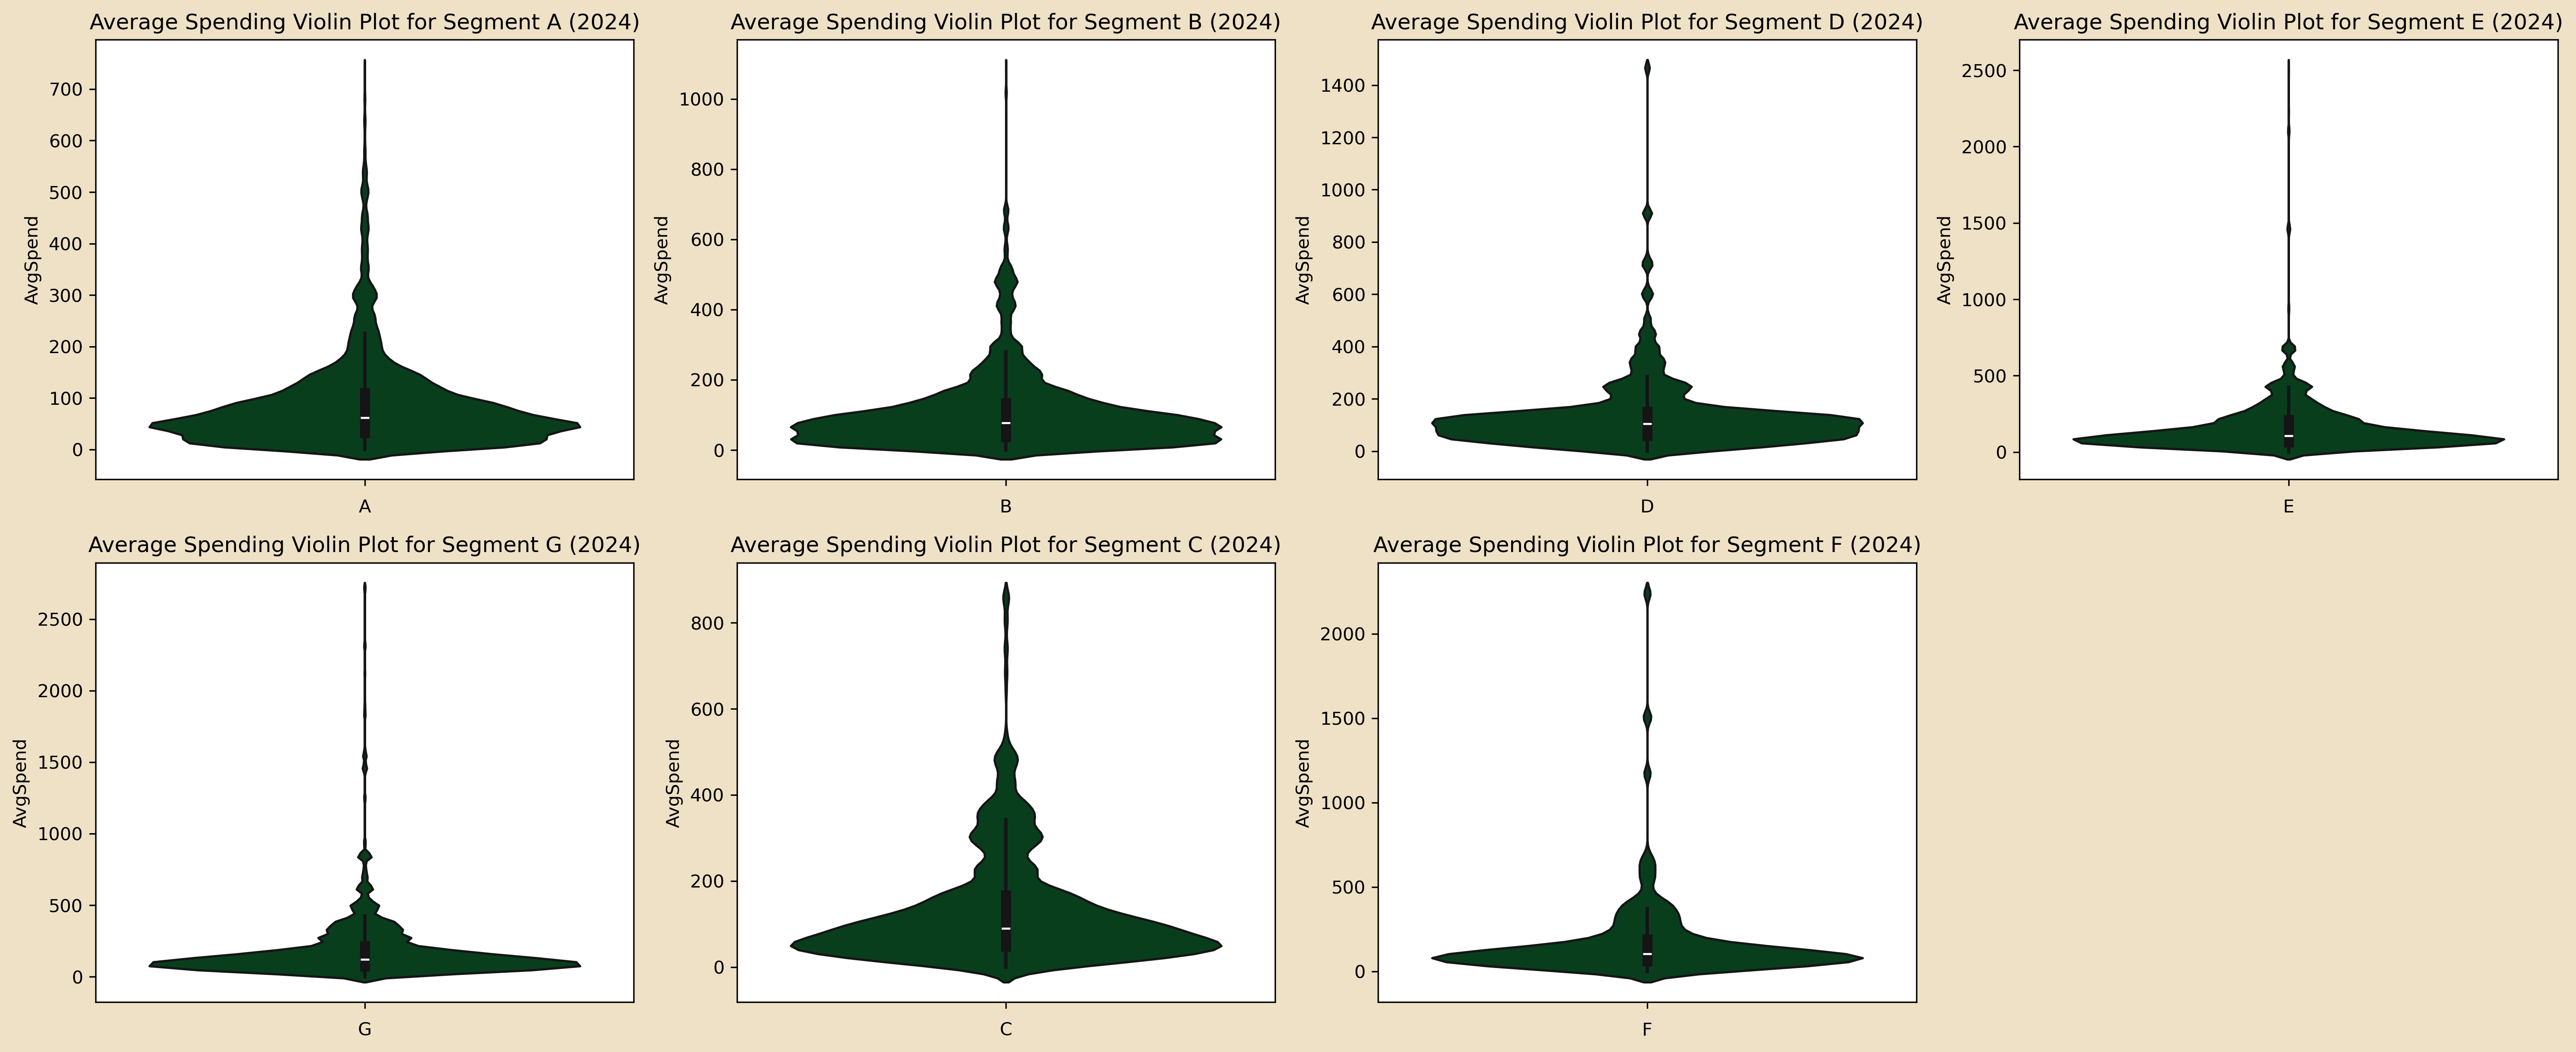 Average Spending Violin Plot for Segment A (2024)
700
600
500
400
300
200
100
0
AvgSpend
A
Average Spending Violin Plot for Segment B (2024)
1000
800
600
400
200
0
AvgSpend
B
Average Spending Violin Plot for Segment D (2024)
1400
1200
1000
800
600
400
200
0
AvgSpend
D
Average Spending Violin Plot for Segment E (2024)
2500
2000
1500
1000
500
0
AvgSpend
E
Average Spending Violin Plot for Segment G (2024)
2500
2000
1500
1000
500
0
AvgSpend
G
Average Spending Violin Plot for Segment C (2024)
800
600
400
200
0
AvgSpend
C
Average Spending Violin Plot for Segment F (2024)
2000
1500
1000
500
0
AvgSpend
F